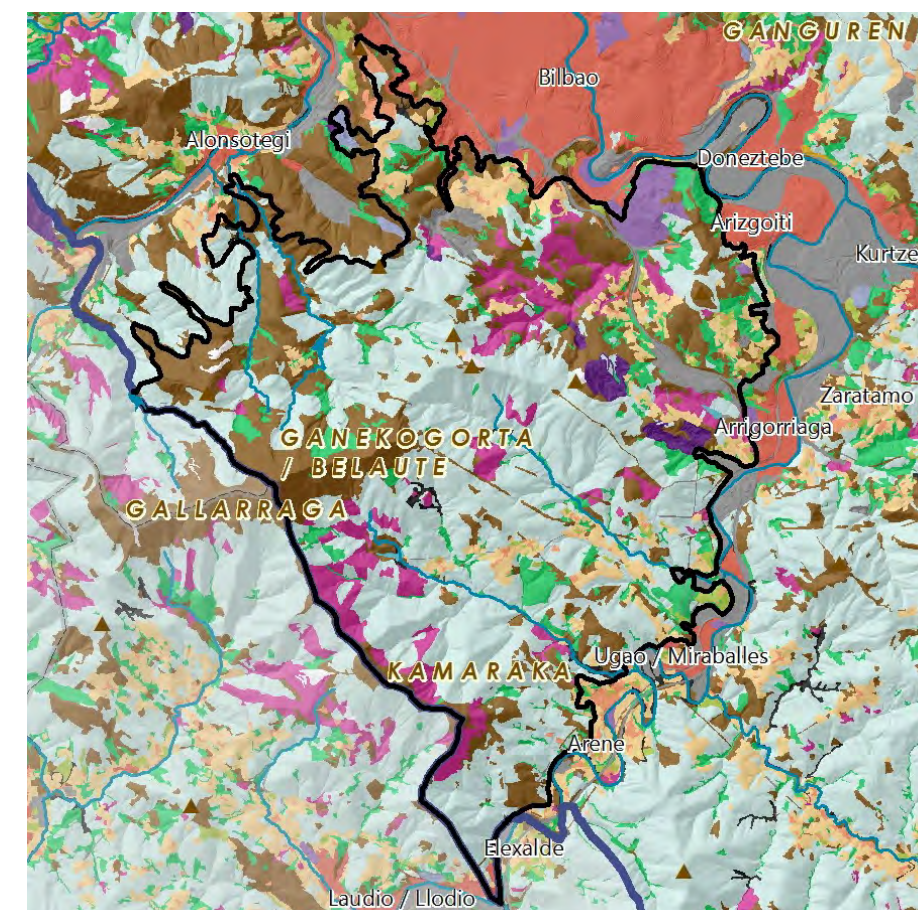 GANGUREN
Bilbao
Alonsotegi
Doneztebe
Arizgoiti
Kurtze
Zaratamo
Arrigorriaga
GANEKOGORTA
/ BELAUTE
GALLARRAGA
Ugao / Miraballes
KAMARAKA
Arene
Elexalde
Laudio / Llodio